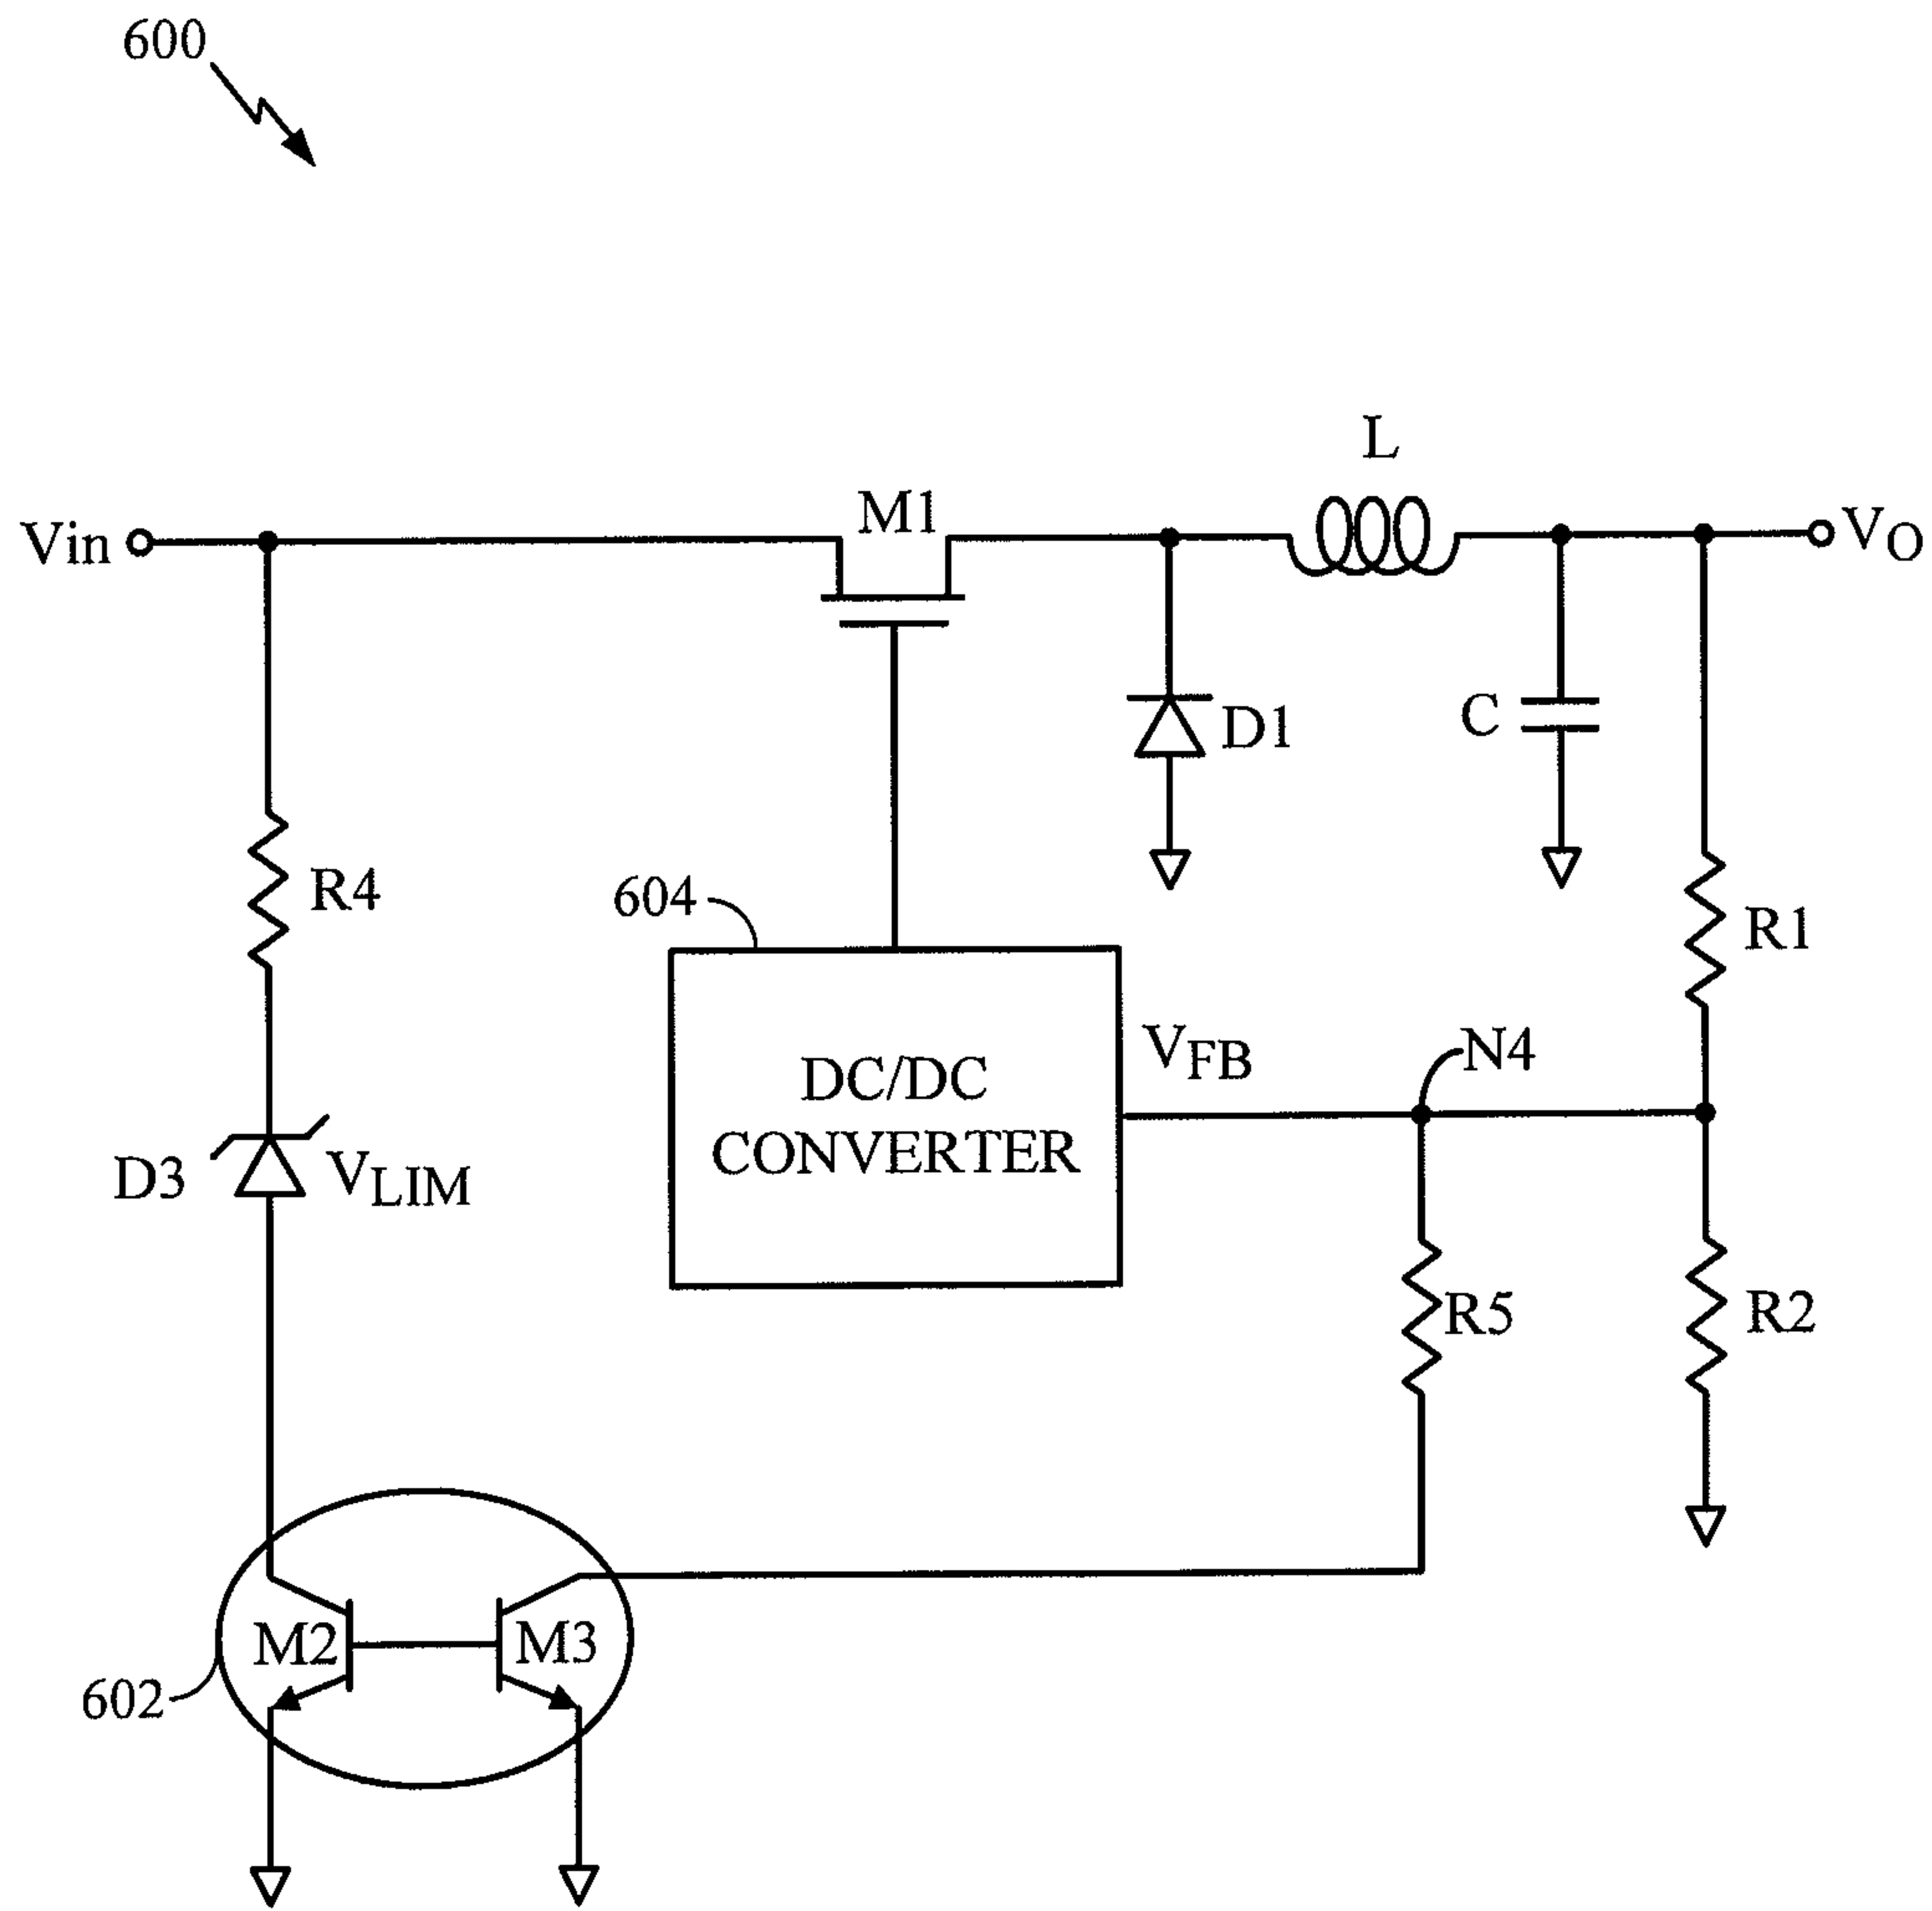 600
L
M1
Vin
VO
D1
C
R4
604
R1
VFB
N4
DC/DC
CONVERTER
D3
VLIM
R5
R2
M2
M3
602